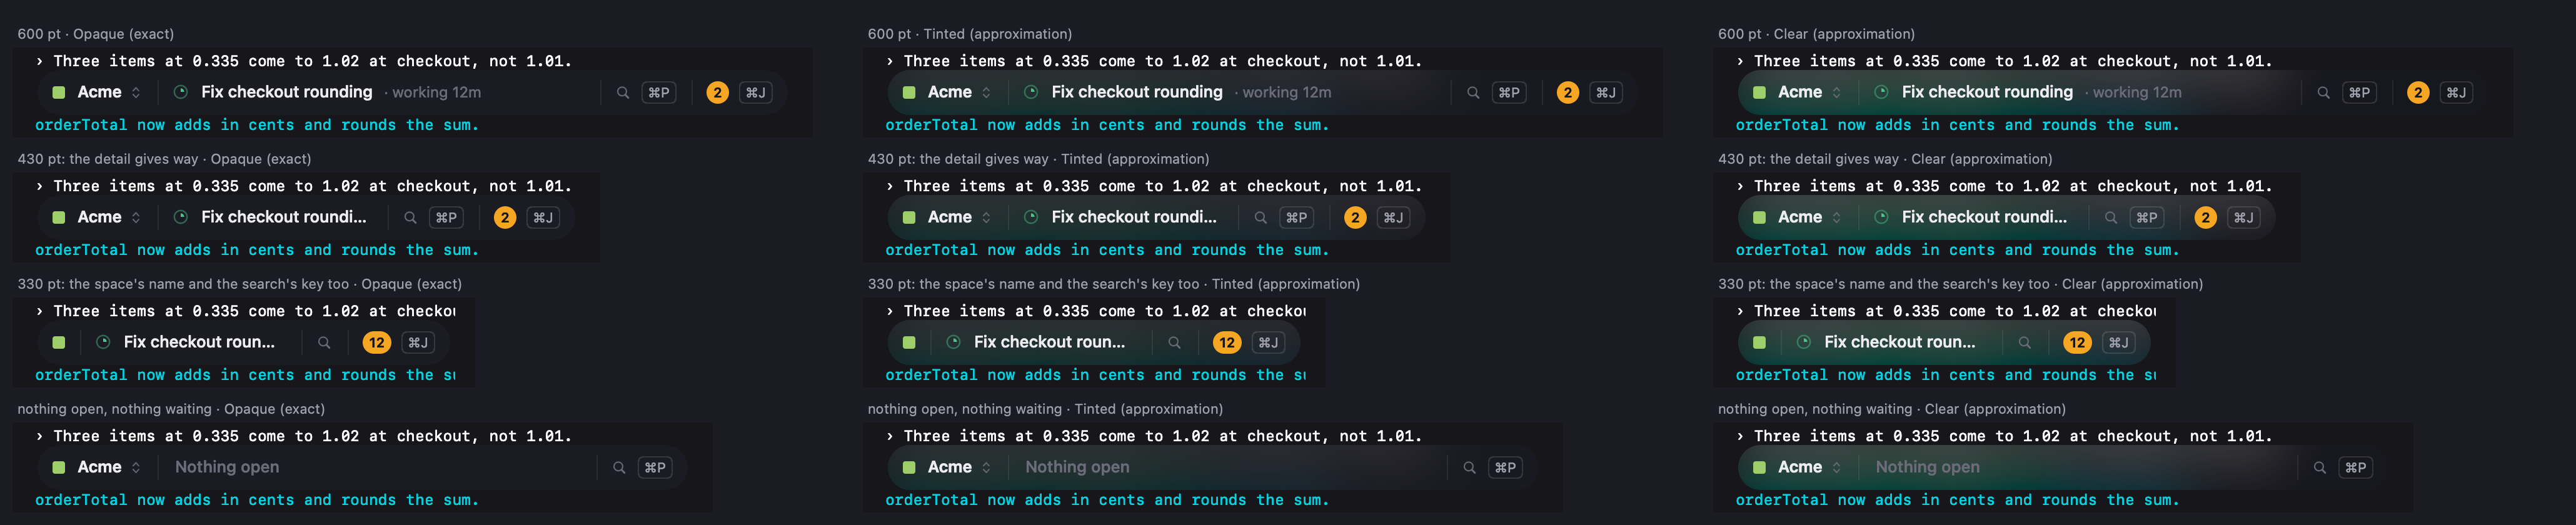 600 pt · Opaque (exact)
› Three items at 0.335 come to 1.02 at checkout, not 1.01.
Acme Fix checkout rounding · working 12m ⌘P 2 ⌘J
orderTotal now adds in cents and rounds the sum.
600 pt · Tinted (approximation)
› Three items at 0.335 come to 1.02 at checkout, not 1.01.
Acme Fix checkout rounding · working 12m ⌘P 2 ⌘J
orderTotal now adds in cents and rounds the sum.
600 pt · Clear (approximation)
› Three items at 0.335 come to 1.02 at checkout, not 1.01.
Acme Fix checkout rounding · working 12m ⌘P 2 ⌘J
orderTotal now adds in cents and rounds the sum.
430 pt: the detail gives way · Opaque (exact)
› Three items at 0.335 come to 1.02 at checkout, not 1.01.
Acme Fix checkout roundi... ⌘P 2 ⌘J
orderTotal now adds in cents and rounds the sum.
430 pt: the detail gives way · Tinted (approximation)
› Three items at 0.335 come to 1.02 at checkout, not 1.01.
Acme Fix checkout roundi... ⌘P 2 ⌘J
orderTotal now adds in cents and rounds the sum.
430 pt: the detail gives way · Clear (approximation)
› Three items at 0.335 come to 1.02 at checkout, not 1.01.
Acme Fix checkout roundi... ⌘P 2 ⌘J
orderTotal now adds in cents and rounds the sum.
330 pt: the space's name and the search's key too · Opaque (exact)
› Three items at 0.335 come to 1.02 at
Fix checkout roun... 12 ⌘J
orderTotal now adds in cents and rounds the
330 pt: the space's name and the search's key too · Tinted (approximation)
› Three items at 0.335 come to 1.02 at
Fix checkout roun... 12 ⌘J
orderTotal now adds in cents and rounds the
330 pt: the space's name and the search's key too · Clear (approximation)
› Three items at 0.335 come to 1.02 at
Fix checkout roun... 12 ⌘J
orderTotal now adds in cents and rounds the
nothing open, nothing waiting · Opaque (exact)
› Three items at 0.335 come to 1.02 at checkout, not 1.01.
Acme Nothing open ⌘P
orderTotal now adds in cents and rounds the sum.
nothing open, nothing waiting · Tinted (approximation)
› Three items at 0.335 come to 1.02 at checkout, not 1.01.
Acme Nothing open ⌘P
orderTotal now adds in cents and rounds the sum.
nothing open, nothing waiting · Clear (approximation)
› Three items at 0.335 come to 1.02 at checkout, not 1.01.
Acme Nothing open ⌘P
orderTotal now adds in cents and rounds the sum.